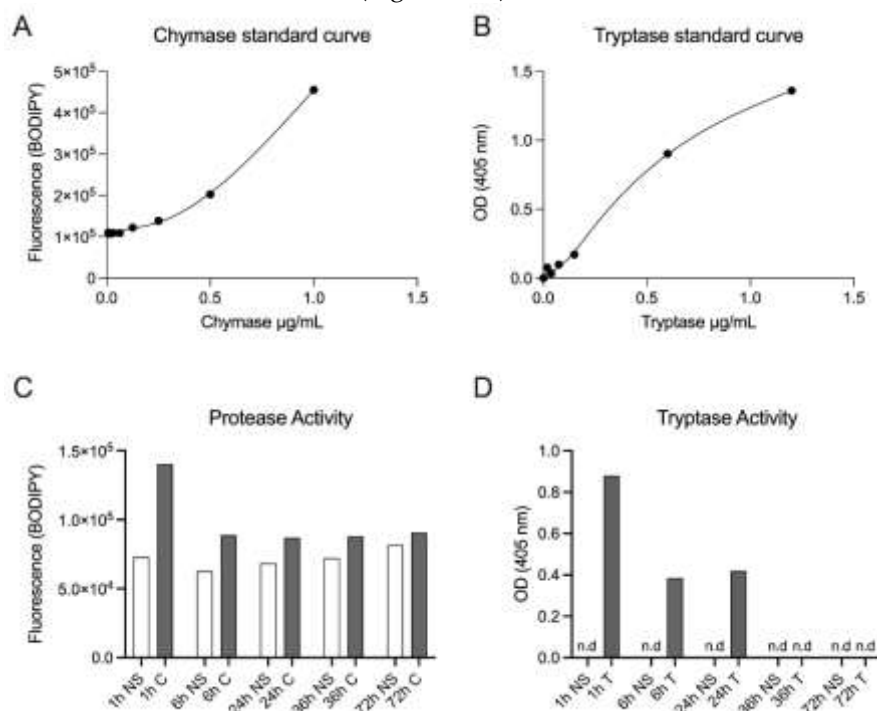 A
Chymase standard curve
Fluorescence (BODIPY)
5×10⁵
4×10⁵
3×10⁵
2×10⁵
1×10⁵
0
0.0 0.5 1.0 1.5
Chymase µg/mL
B
Tryptase standard curve
OD (405 nm)
1.5
1.0
0.5
0.0
0.0 0.5 1.0 1.5
Tryptase µg/mL
C
Protease Activity
Fluorescence (BODIPY)
1.5×10⁵
1.0×10⁵
5.0×10⁴
0.0
1h NS 1h C 6h NS 6h C 24h NS 24h C 36h NS 36h C 72h NS 72h C
D
Tryptase Activity
OD (405 nm)
1.0
0.8
0.6
0.4
0.2
0.0
n.d n.d n.d n.d n.d n.d n.d
1h NS 1h T 6h NS 6h T 24h NS 24h T 36h NS 36h T 72h NS 72h T